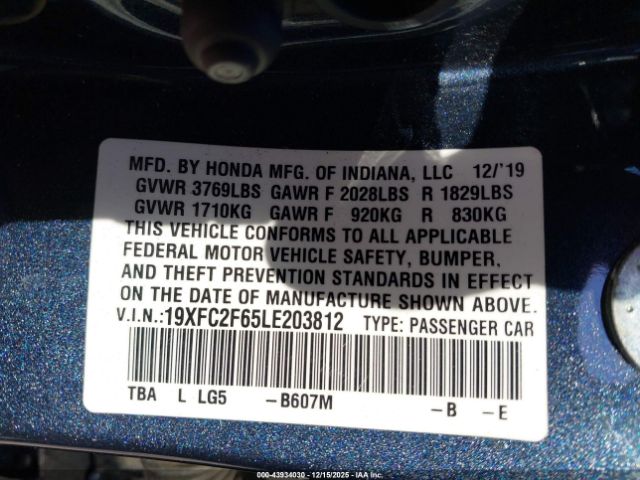 MFD. BY HONDA MFG. OF INDIANA, LLC 12/'19
GVWR 3769LBS GAWR F 2028LBS R 1829LBS
GVWR 1710KG GAWR F 920KG R 830KG
THIS VEHICLE CONFORMS TO ALL APPLICABLE
FEDERAL MOTOR VEHICLE SAFETY, BUMPER,
AND THEFT PREVENTION STANDARDS IN EFFECT
ON THE DATE OF MANUFACTURE SHOWN ABOVE.
V.I.N.:19XFC2F65LE203812 TYPE: PASSENGER CAR
TBA L LG5 -B607M -B -E
© IAA 43934030 - 12/15/2025 - IAAI.COM